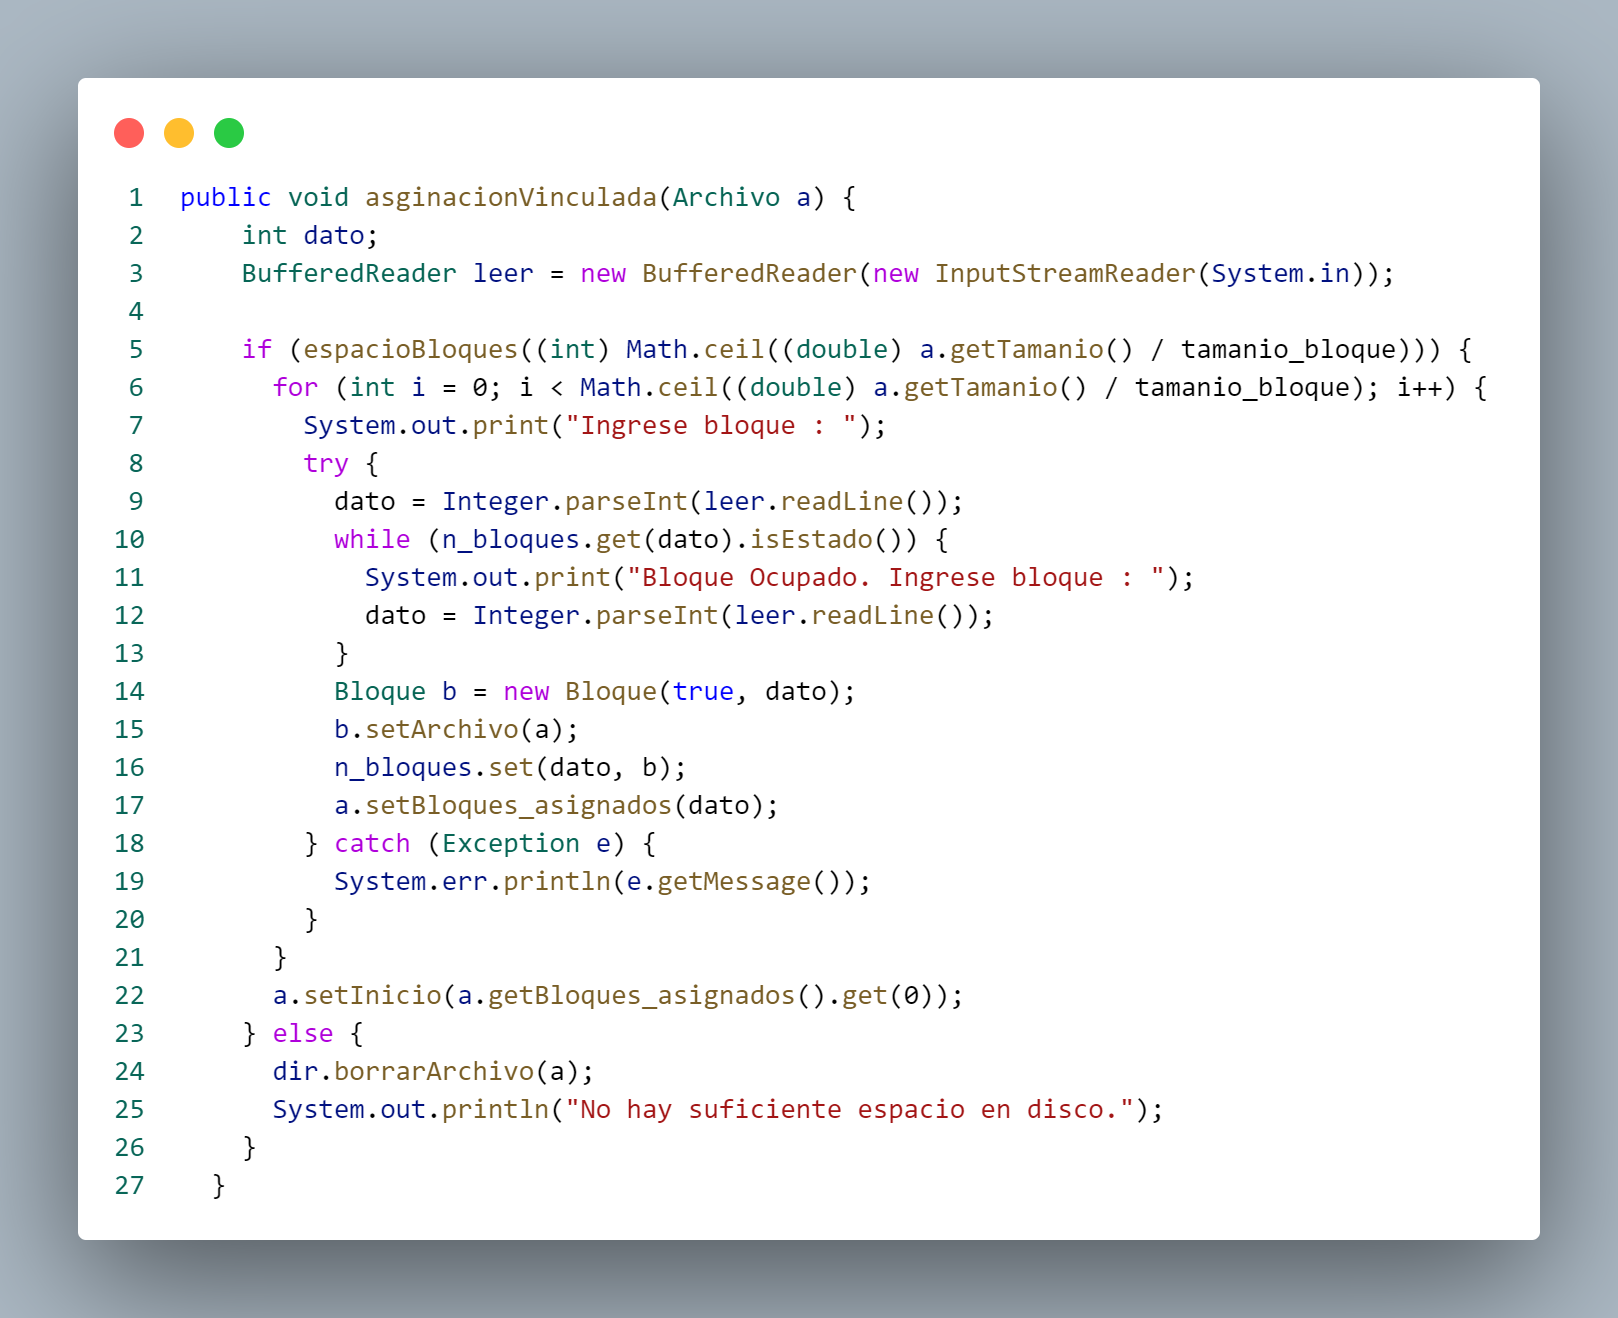 1 public void asginacionVinculada(Archivo a) {
2     int dato;
3     BufferedReader leer = new BufferedReader(new InputStreamReader(System.in));
4
5     if (espacioBloques((int) Math.ceil((double) a.getTamanio() / tamanio_bloque))) {
6       for (int i = 0; i < Math.ceil((double) a.getTamanio() / tamanio_bloque); i++) {
7         System.out.print("Ingrese bloque : ");
8         try {
9           dato = Integer.parseInt(leer.readLine());
10           while (n_bloques.get(dato).isEstado()) {
11             System.out.print("Bloque Ocupado. Ingrese bloque : ");
12             dato = Integer.parseInt(leer.readLine());
13           }
14           Bloque b = new Bloque(true, dato);
15           b.setArchivo(a);
16           n_bloques.set(dato, b);
17           a.setBloques_asignados(dato);
18         } catch (Exception e) {
19           System.err.println(e.getMessage());
20         }
21       }
22       a.setInicio(a.getBloques_asignados().get(0));
23     } else {
24       dir.borrarArchivo(a);
25       System.out.println("No hay suficiente espacio en disco.");
26     }
27   }